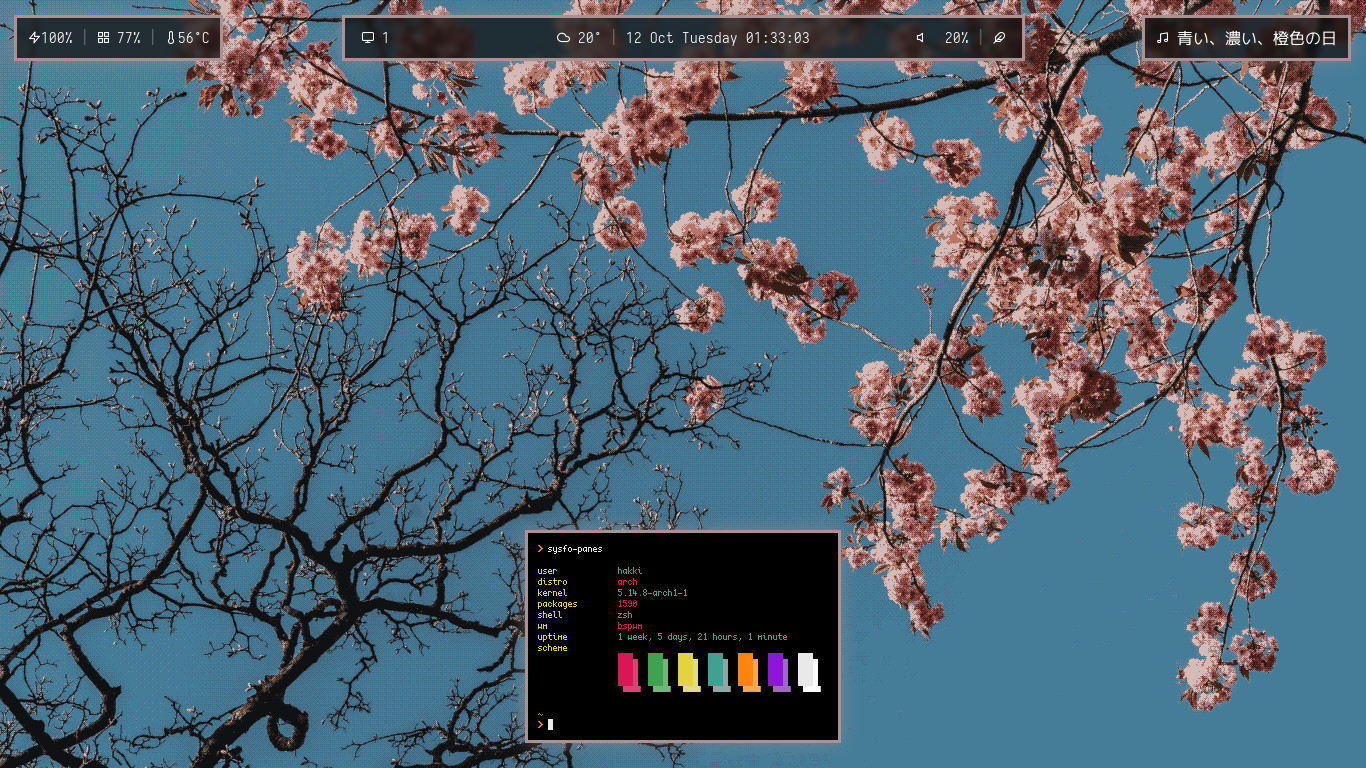 100% | 77% | 56°C
1
20° | 12 Oct Tuesday 01:33:03
20% |
青い、濃い、橙色の日
> sysfo-panes
user hakki
distro arch
kernel 5.14.8-arch1-1
packages 1590
shell zsh
wm bspwm
uptime 1 week, 5 days, 21 hours, 1 minute
scheme
~
>